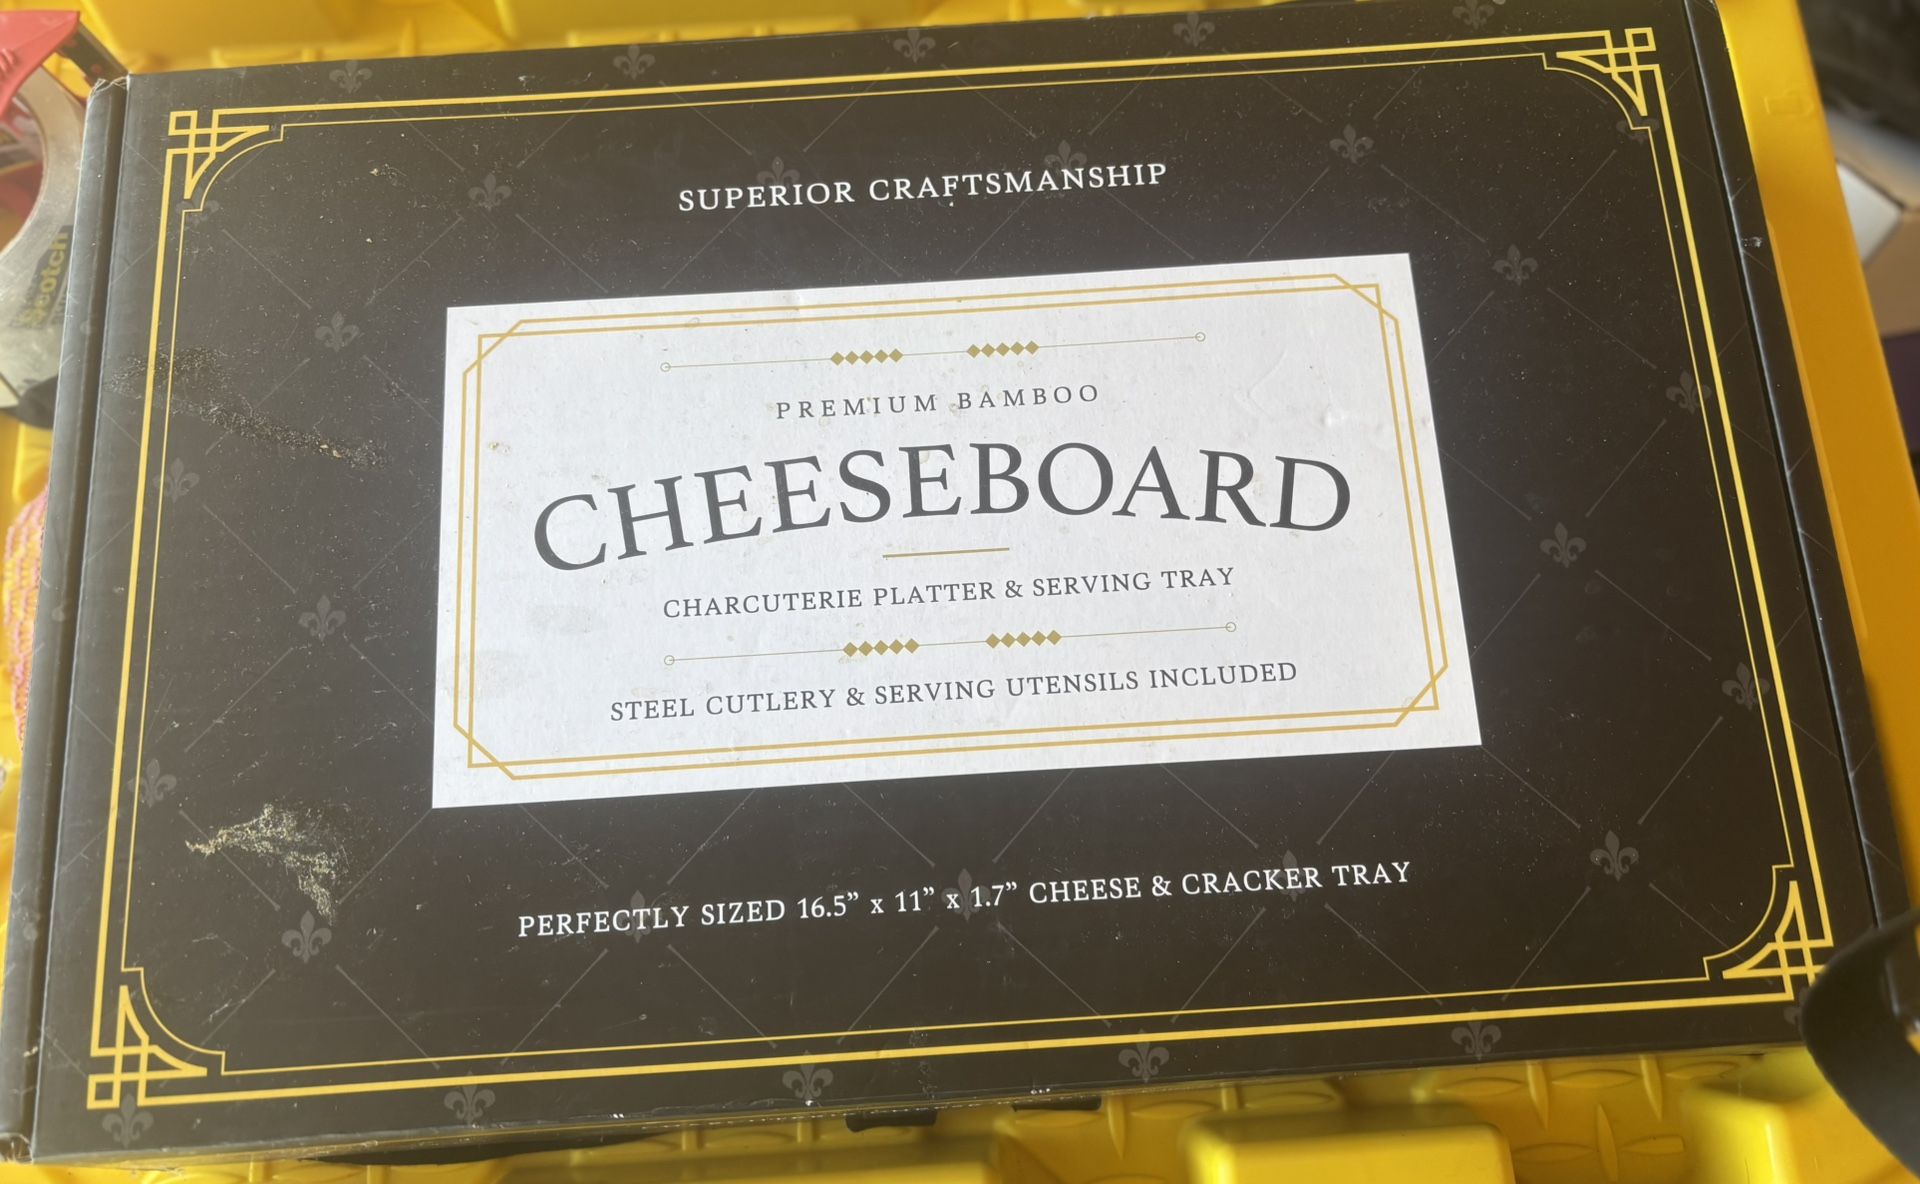 SUPERIOR CRAFTSMANSHIP
PREMIUM BAMBOO
CHEESEBOARD
CHARCUTERIE PLATTER & SERVING TRAY
STEEL CUTLERY & SERVING UTENSILS INCLUDED
PERFECTLY SIZED 16.5” x 11” x 1.7” CHEESE & CRACKER TRAY
Scotch